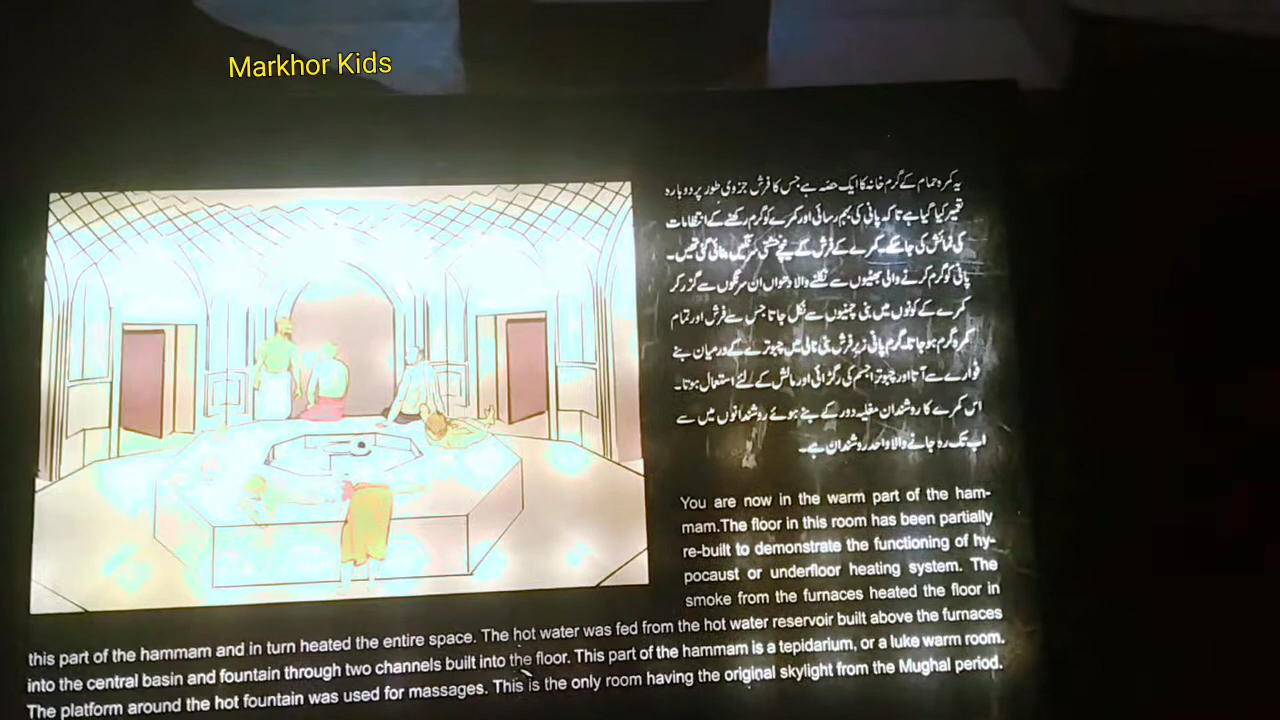 Markhor Kids
یہ کمرہ حمام کے گرم خانہ کا ایک حصّہ ہے جس کا فرش جزوی طور پر دوبارہ
تعمیر کیا گیا ہے تاکہ پانی کی بہم رسائی اور کمرے کو گرم رکھنے کے انتظامات
کی نمائش کی جا سکے۔ کمرے کے فرش کے نیچے خشتی سرنگیں بنائی گئی تھیں۔
پانی کو گرم کرنے والی بھٹیوں سے نکلنے والا دھواں ان سرنگوں سے گزر کر
کمرے کے کونوں میں بنی چمنیوں سے نکل جاتا جس سے فرش اور تمام
کمرہ گرم ہو جاتا۔ گرم پانی زیرِ فرش بنی نالی میں چبوترے کے درمیان بنے
فوارے سے آتا اور چبوترا جسم کی رگڑائی اور مالش کے لئے استعمال ہوتا۔
اس کمرے کا روشندان مغلیہ دور کے بنے ہوئے روشندانوں میں سے
اب تک رہ جانے والا واحد روشندان ہے۔
You are now in the warm part of the ham-
mam.The floor in this room has been partially
re-built to demonstrate the functioning of hy-
pocaust or underfloor heating system. The
smoke from the furnaces heated the floor in
this part of the hammam and in turn heated the entire space. The hot water was fed from the hot water reservoir built above the furnaces
into the central basin and fountain through two channels built into the floor. This part of the hammam is a tepidarium, or a luke warm room.
The platform around the hot fountain was used for massages. This is the only room having the original skylight from the Mughal period.